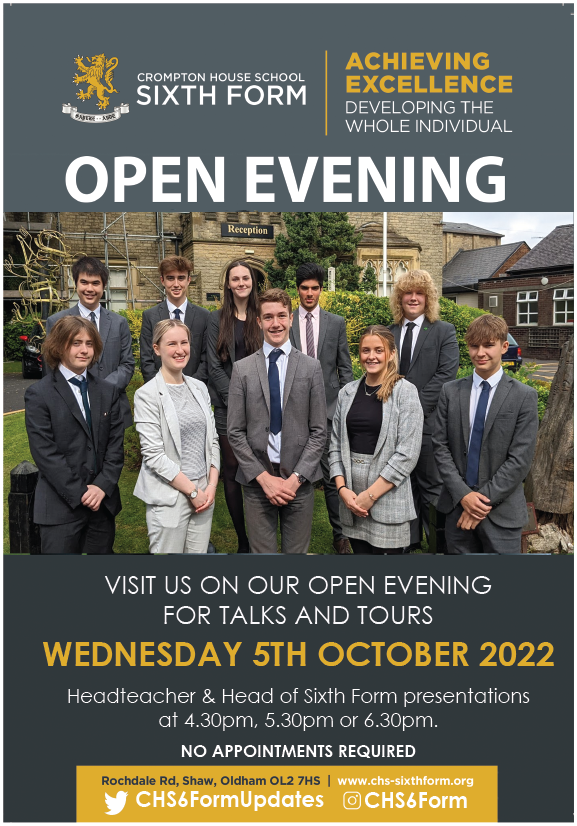 CROMPTON HOUSE SCHOOL
SIXTH FORM
ACHIEVING
EXCELLENCE
DEVELOPING THE
WHOLE INDIVIDUAL
OPEN EVENING
Reception
VISIT US ON OUR OPEN EVENING
FOR TALKS AND TOURS
WEDNESDAY 5TH OCTOBER 2022
Headteacher & Head of Sixth Form presentations
at 4.30pm, 5.30pm or 6.30pm.
NO APPOINTMENTS REQUIRED
Rochdale Rd, Shaw, Oldham OL2 7HS | www.chs-sixthform.org
CHS6FormUpdates CHS6Form